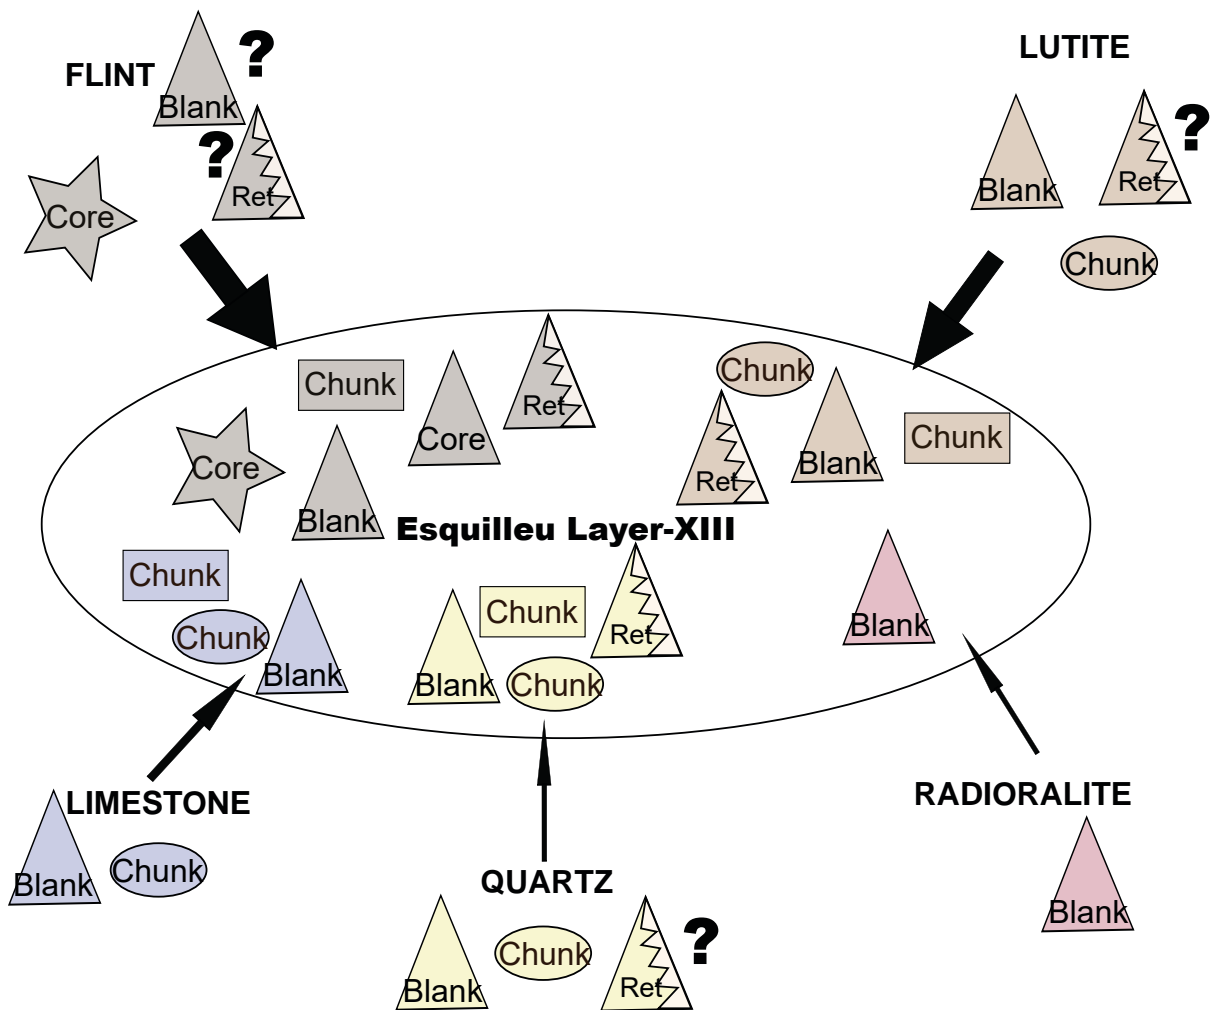 FLINT
Blank
?
?
Ret
Core
LUTITE
Blank
Ret
?
Chunk
Chunk
Core
Ret
Core
Blank
Chunk
Ret
Blank
Chunk
Esquilleu Layer-XIII
Chunk
Chunk
Blank
Blank
Chunk
Chunk
Ret
Blank
LIMESTONE
Blank
Chunk
QUARTZ
Blank
Chunk
Ret
?
RADIORALITE
Blank